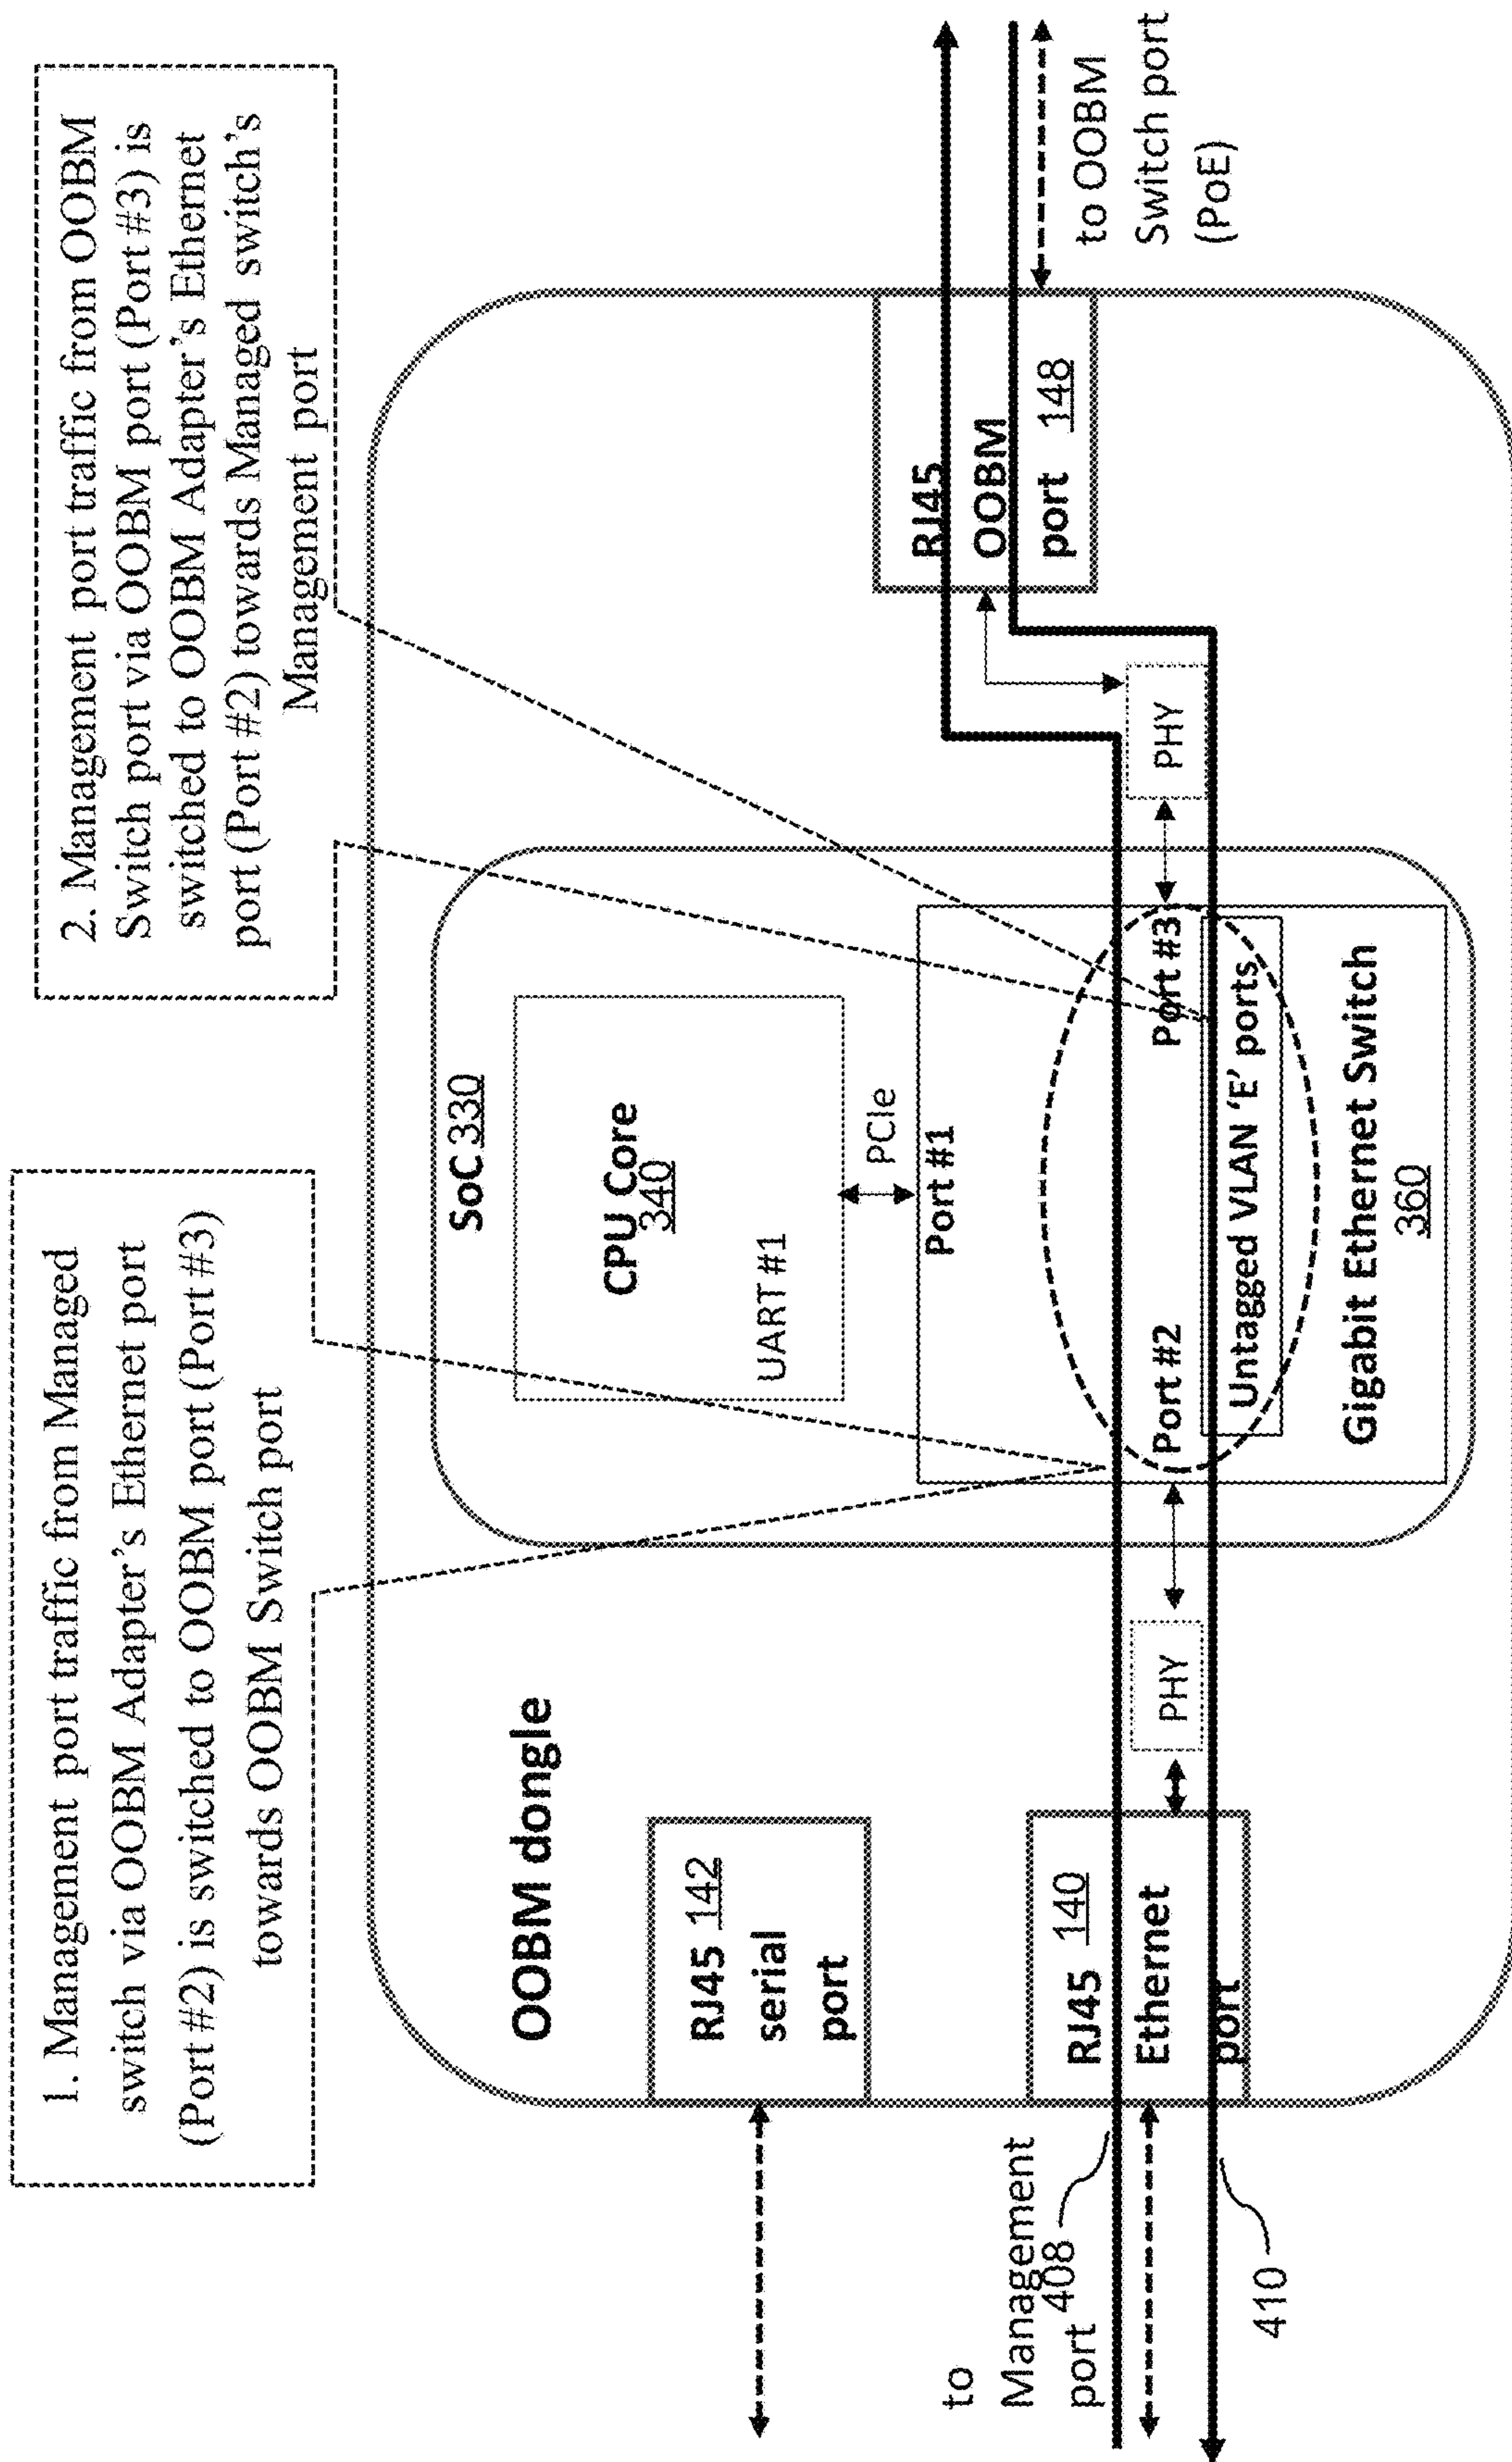 1. Management port traffic from Managed
switch via OOBM Adapter’s Ethernet port
(Port #2) is switched to OOBM port (Port #3)
towards OOBM Switch port
2. Management port traffic from OOBM
Switch port via OOBM port (Port #3) is
switched to OOBM Adapter’s Ethernet
port (Port #2) towards Managed switch’s
Management port
OOBM dongle
SoC 330
CPU Core
340
UART #1
PCIe
RJ45 142
serial
port
Port #1
RJ45 140
Ethernet
port
PHY
Port #2
Port #3
Untagged VLAN ‘E’ ports
Gigabit Ethernet Switch
360
PHY
RJ45
OOBM
port 148
to
Management
port
408
410
to OOBM
Switch port
(PoE)